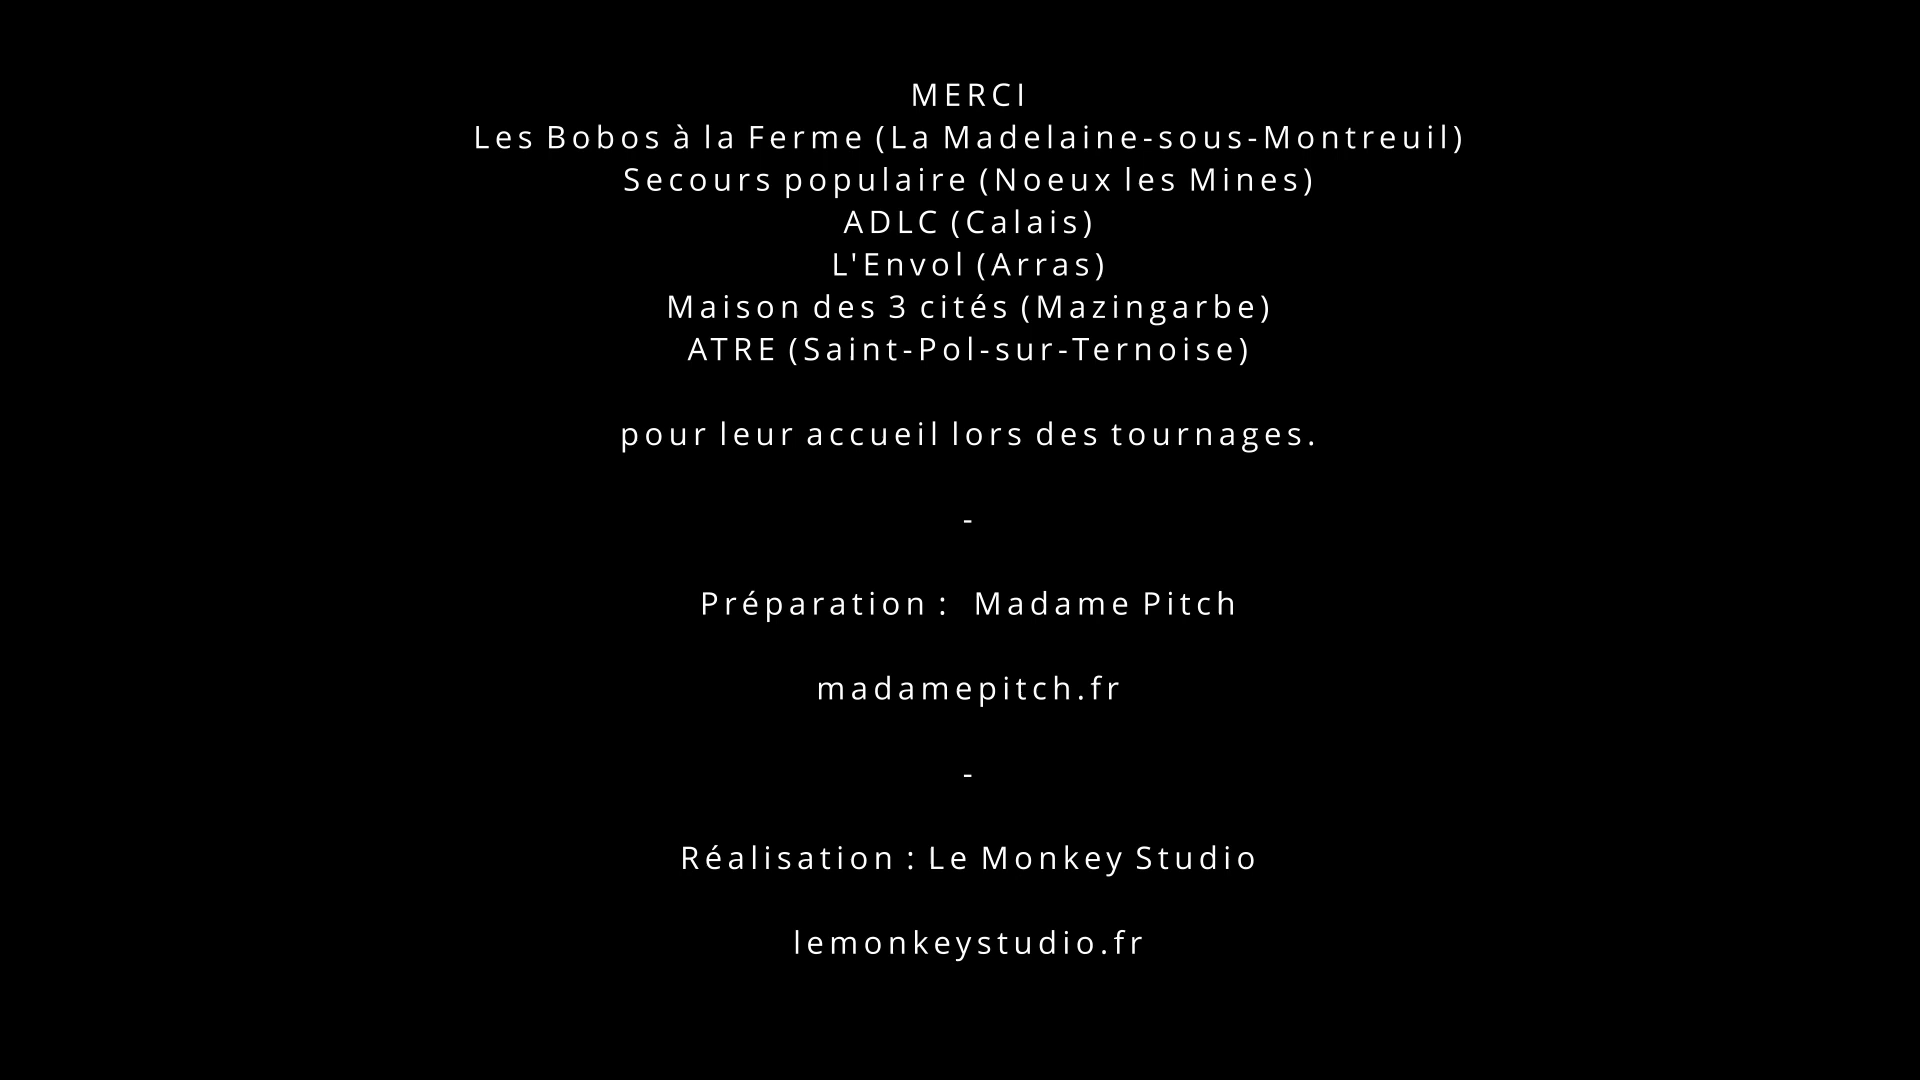 MERCI
Les Bobos à la Ferme (La Madelaine-sous-Montreuil)
Secours populaire (Noeux les Mines)
ADLC (Calais)
L'Envol (Arras)
Maison des 3 cités (Mazingarbe)
ATRE (Saint-Pol-sur-Ternoise)
pour leur accueil lors des tournages.
-
Préparation :  Madame Pitch
madamepitch.fr
-
Réalisation : Le Monkey Studio
lemonkeystudio.fr